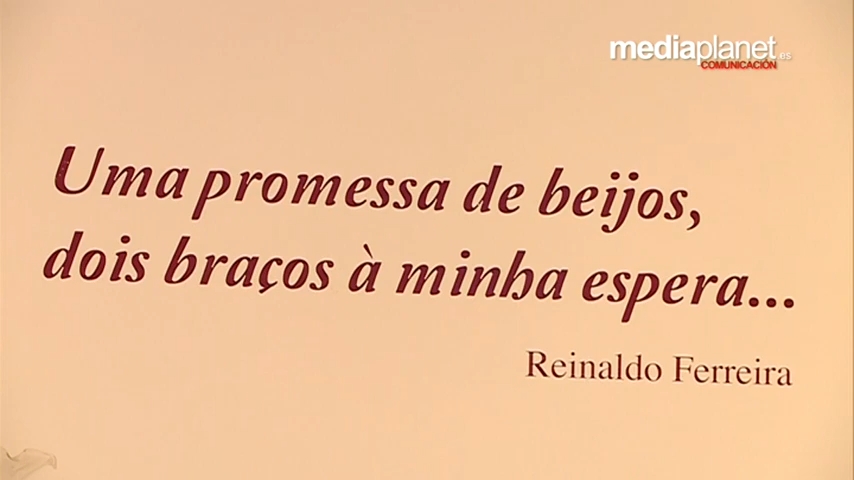 mediaplanet.es
COMUNICACIÓN
Uma promessa de beijos,
dois braços à minha espera...
Reinaldo Ferreira